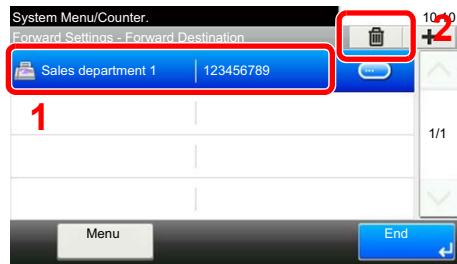 System Menu/Counter. 10:10
Forward Settings - Forward Destination
2
Sales department 1 123456789
1
1/1
Menu End